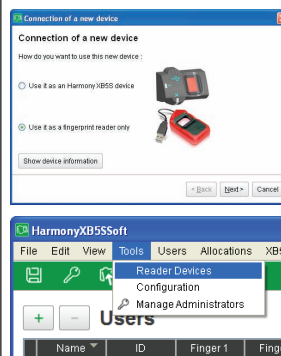 Connection of a new device
Connection of a new device
How do you want to use this new device :
Use it as an Harmony XB5S device
Use it as a fingerprint reader only
Show device information
< Back Next > Cancel
HarmonyXB5SSoft
File Edit View Tools Users Allocations XB5
Reader Devices
Configuration
Manage Administrators
+ - Users
Name ID Finger 1 Fing